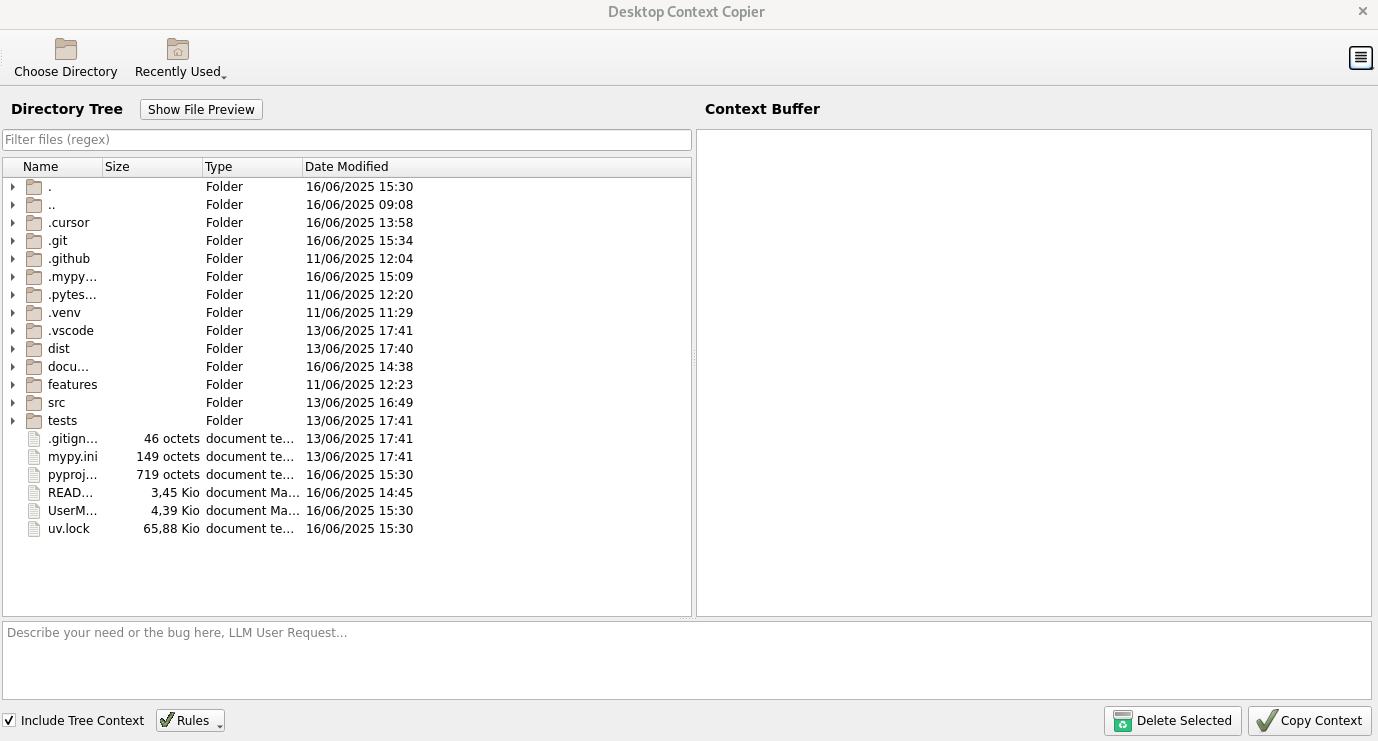 Desktop Context Copier
Choose Directory Recently Used
Directory Tree Show File Preview Context Buffer
Filter files (regex)
Name Size Type Date Modified
. Folder 16/06/2025 15:30
.. Folder 16/06/2025 09:08
.cursor Folder 16/06/2025 13:58
.git Folder 16/06/2025 15:34
.github Folder 11/06/2025 12:04
.mypy... Folder 16/06/2025 15:09
.pytes... Folder 11/06/2025 12:20
.venv Folder 11/06/2025 11:29
.vscode Folder 13/06/2025 17:41
dist Folder 13/06/2025 17:40
docu... Folder 16/06/2025 14:38
features Folder 11/06/2025 12:23
src Folder 13/06/2025 16:49
tests Folder 13/06/2025 17:41
.gitign... 46 octets document te... 13/06/2025 17:41
mypy.ini 149 octets document te... 13/06/2025 17:41
pyproj... 719 octets document te... 16/06/2025 15:30
READ... 3,45 Kio document Ma... 16/06/2025 14:45
UserM... 4,39 Kio document Ma... 16/06/2025 15:30
uv.lock 65,88 Kio document te... 16/06/2025 15:30
Describe your need or the bug here, LLM User Request...
Include Tree Context Rules Delete Selected Copy Context